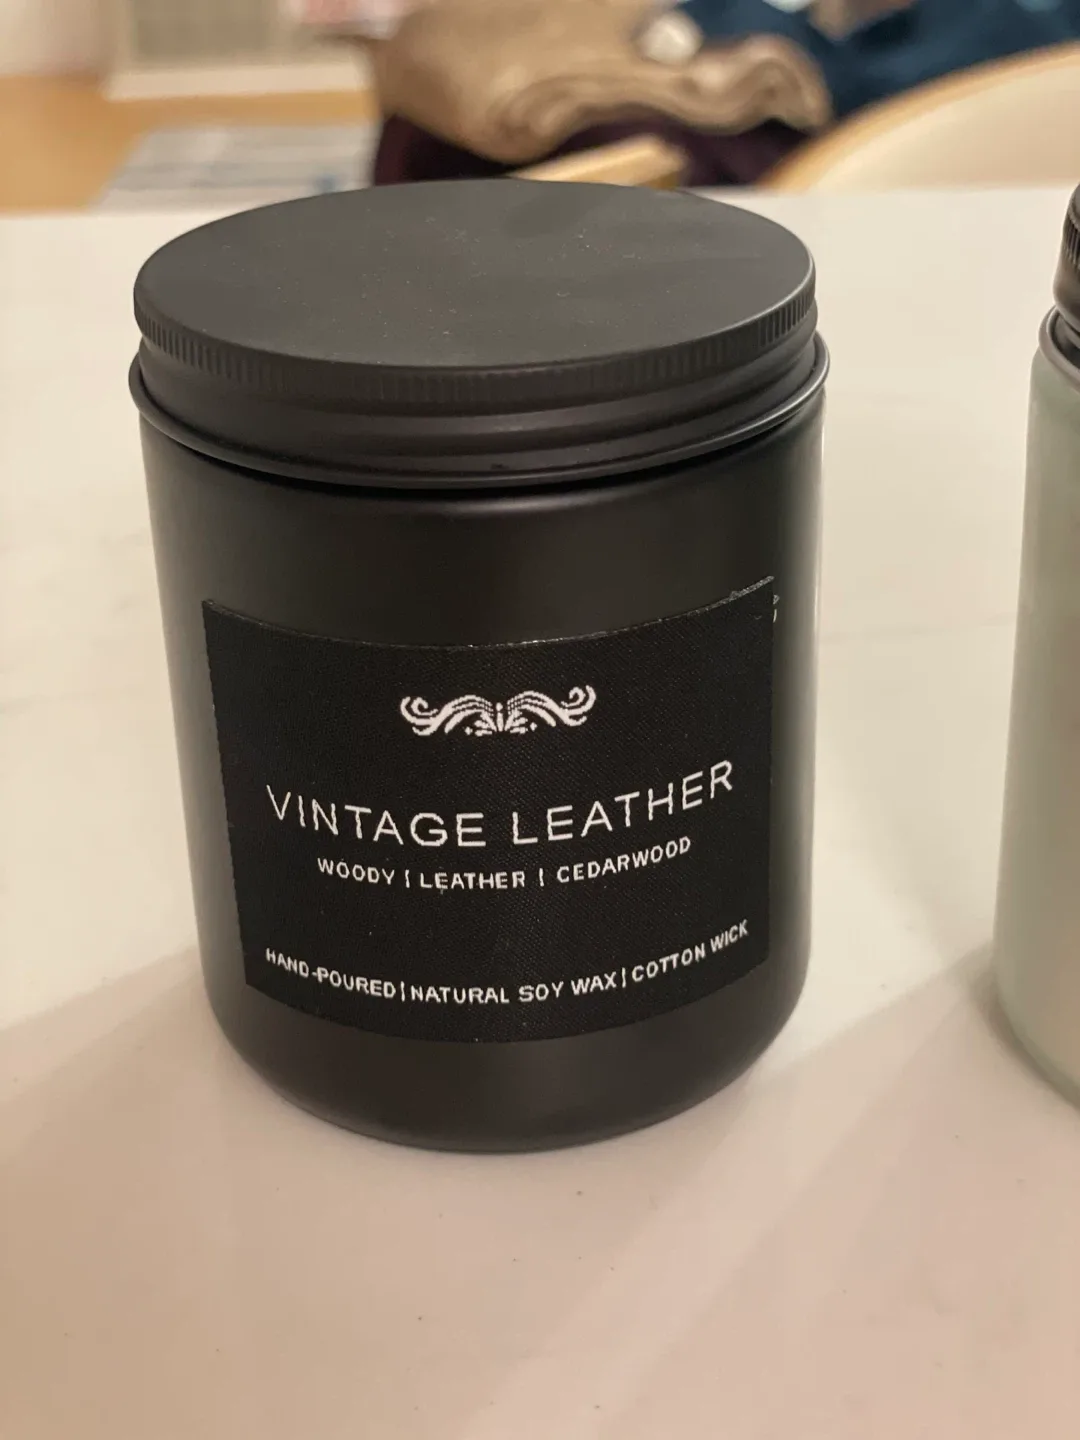 VINTAGE LEATHER
WOODY | LEATHER | CEDARWOOD
HAND-POURED|NATURAL SOY WAX|COTTON WICK